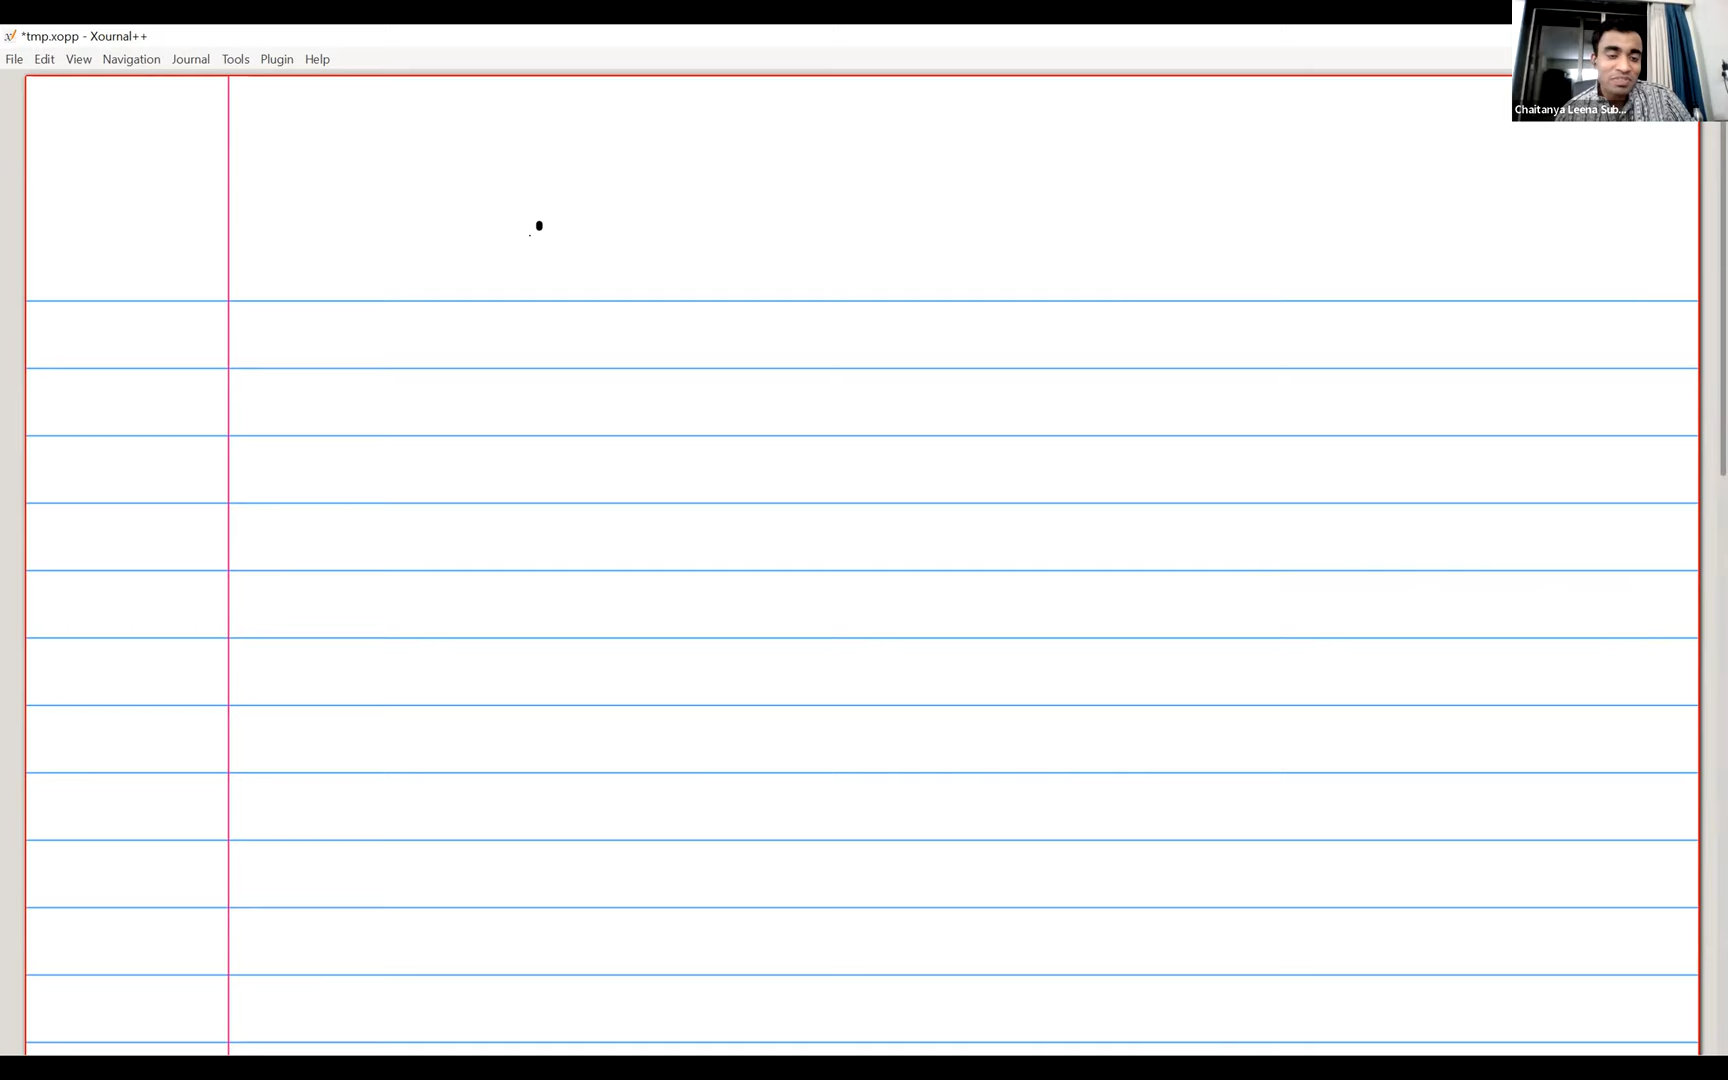 *tmp.xopp - Xournal++
File Edit View Navigation Journal Tools Plugin Help
Chaitanya Leena Sub...